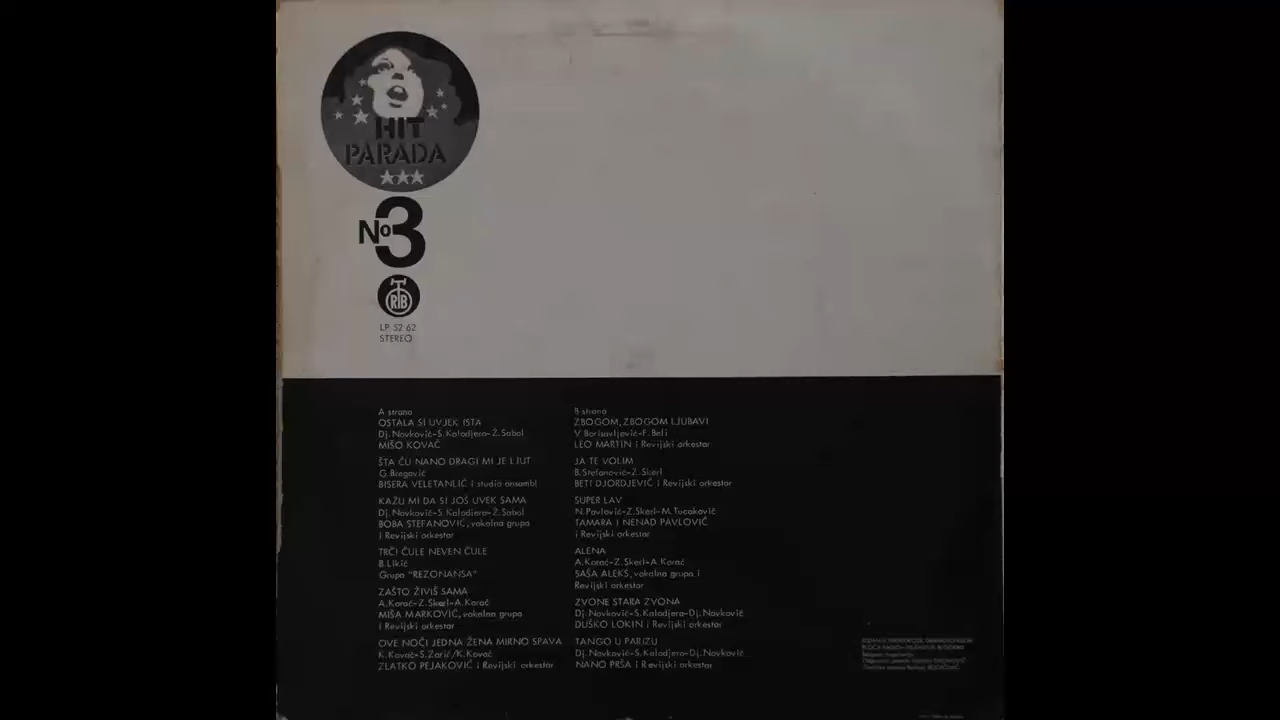 HIT
PARADA
No 3
RTB
LP 52 62
STEREO
A strana
OSTALA SI UVJEK ISTA
Dj. Novković-S. Kalodjera-Ž. Sabol
MIŠO KOVAČ
ŠTA ĆU NANO DRAGI MI JE LJUT
G. Bregović
BISERA VELETANLIĆ i studio ansambl
KAŽU MI DA SI JOŠ UVEK SAMA
Dj. Novković-S. Kalodjera-Ž. Sabol
BOBA STEFANOVIĆ, vokalna grupa
i Revijski orkestar
TRČI ČULE NEVEN ČULE
B. Likić
Grupa "REZONANSA"
ZAŠTO ŽIVIŠ SAMA
A. Korać-Z. Skerl-A. Korać
MIŠA MARKOVIĆ, vokalna grupa
i Revijski orkestar
OVE NOĆI JEDNA ŽENA MIRNO SPAVA
K. Kovač-S. Zarić/K. Kovač
ZLATKO PEJAKOVIĆ i Revijski orkestar
B strana
ZBOGOM, ZBOGOM LJUBAVI
V. Borisavljević-F. Beli
LEO MARTIN i Revijski orkestar
JA TE VOLIM
B. Stefanović-Z. Skerl
BETI DJORDJEVIĆ i Revijski orkestar
SUPER LAV
N. Pavlović-Z. Skerl-M. Tucaković
TAMARA I NENAD PAVLOVIĆ
i Revijski orkestar
ALENA
A. Korać-Z. Skerl-A. Korać
SAŠA ALEKS, vokalna grupa i
Revijski orkestar
ZVONE STARA ZVONA
Dj. Novković-S. Kalodjera-Dj. Novković
DUŠKO LOKIN i Revijski orkestar
TANGO U PARIZU
Dj. Novković-S. Kalodjera-Dj. Novković
NANO PRŠA i Revijski orkestar